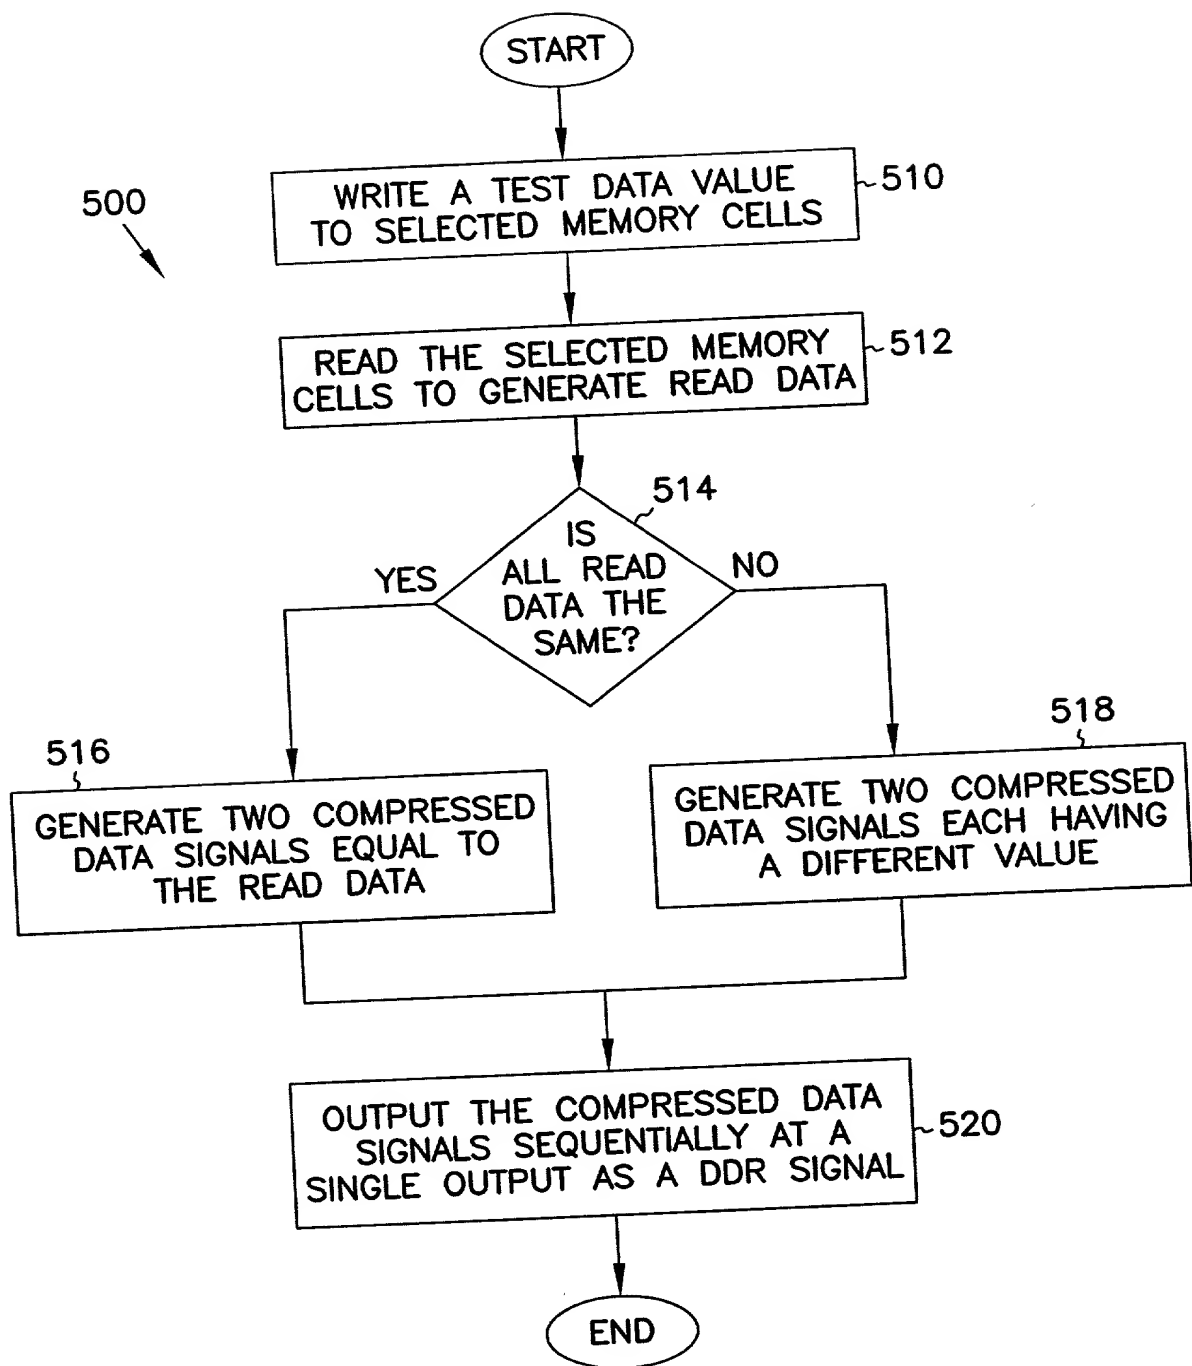 START
500
WRITE A TEST DATA VALUE
TO SELECTED MEMORY CELLS
510
READ THE SELECTED MEMORY
CELLS TO GENERATE READ DATA
512
514
IS
ALL READ
DATA THE
SAME?
YES
NO
516
GENERATE TWO COMPRESSED
DATA SIGNALS EQUAL TO
THE READ DATA
518
GENERATE TWO COMPRESSED
DATA SIGNALS EACH HAVING
A DIFFERENT VALUE
OUTPUT THE COMPRESSED DATA
SIGNALS SEQUENTIALLY AT A
SINGLE OUTPUT AS A DDR SIGNAL
520
END